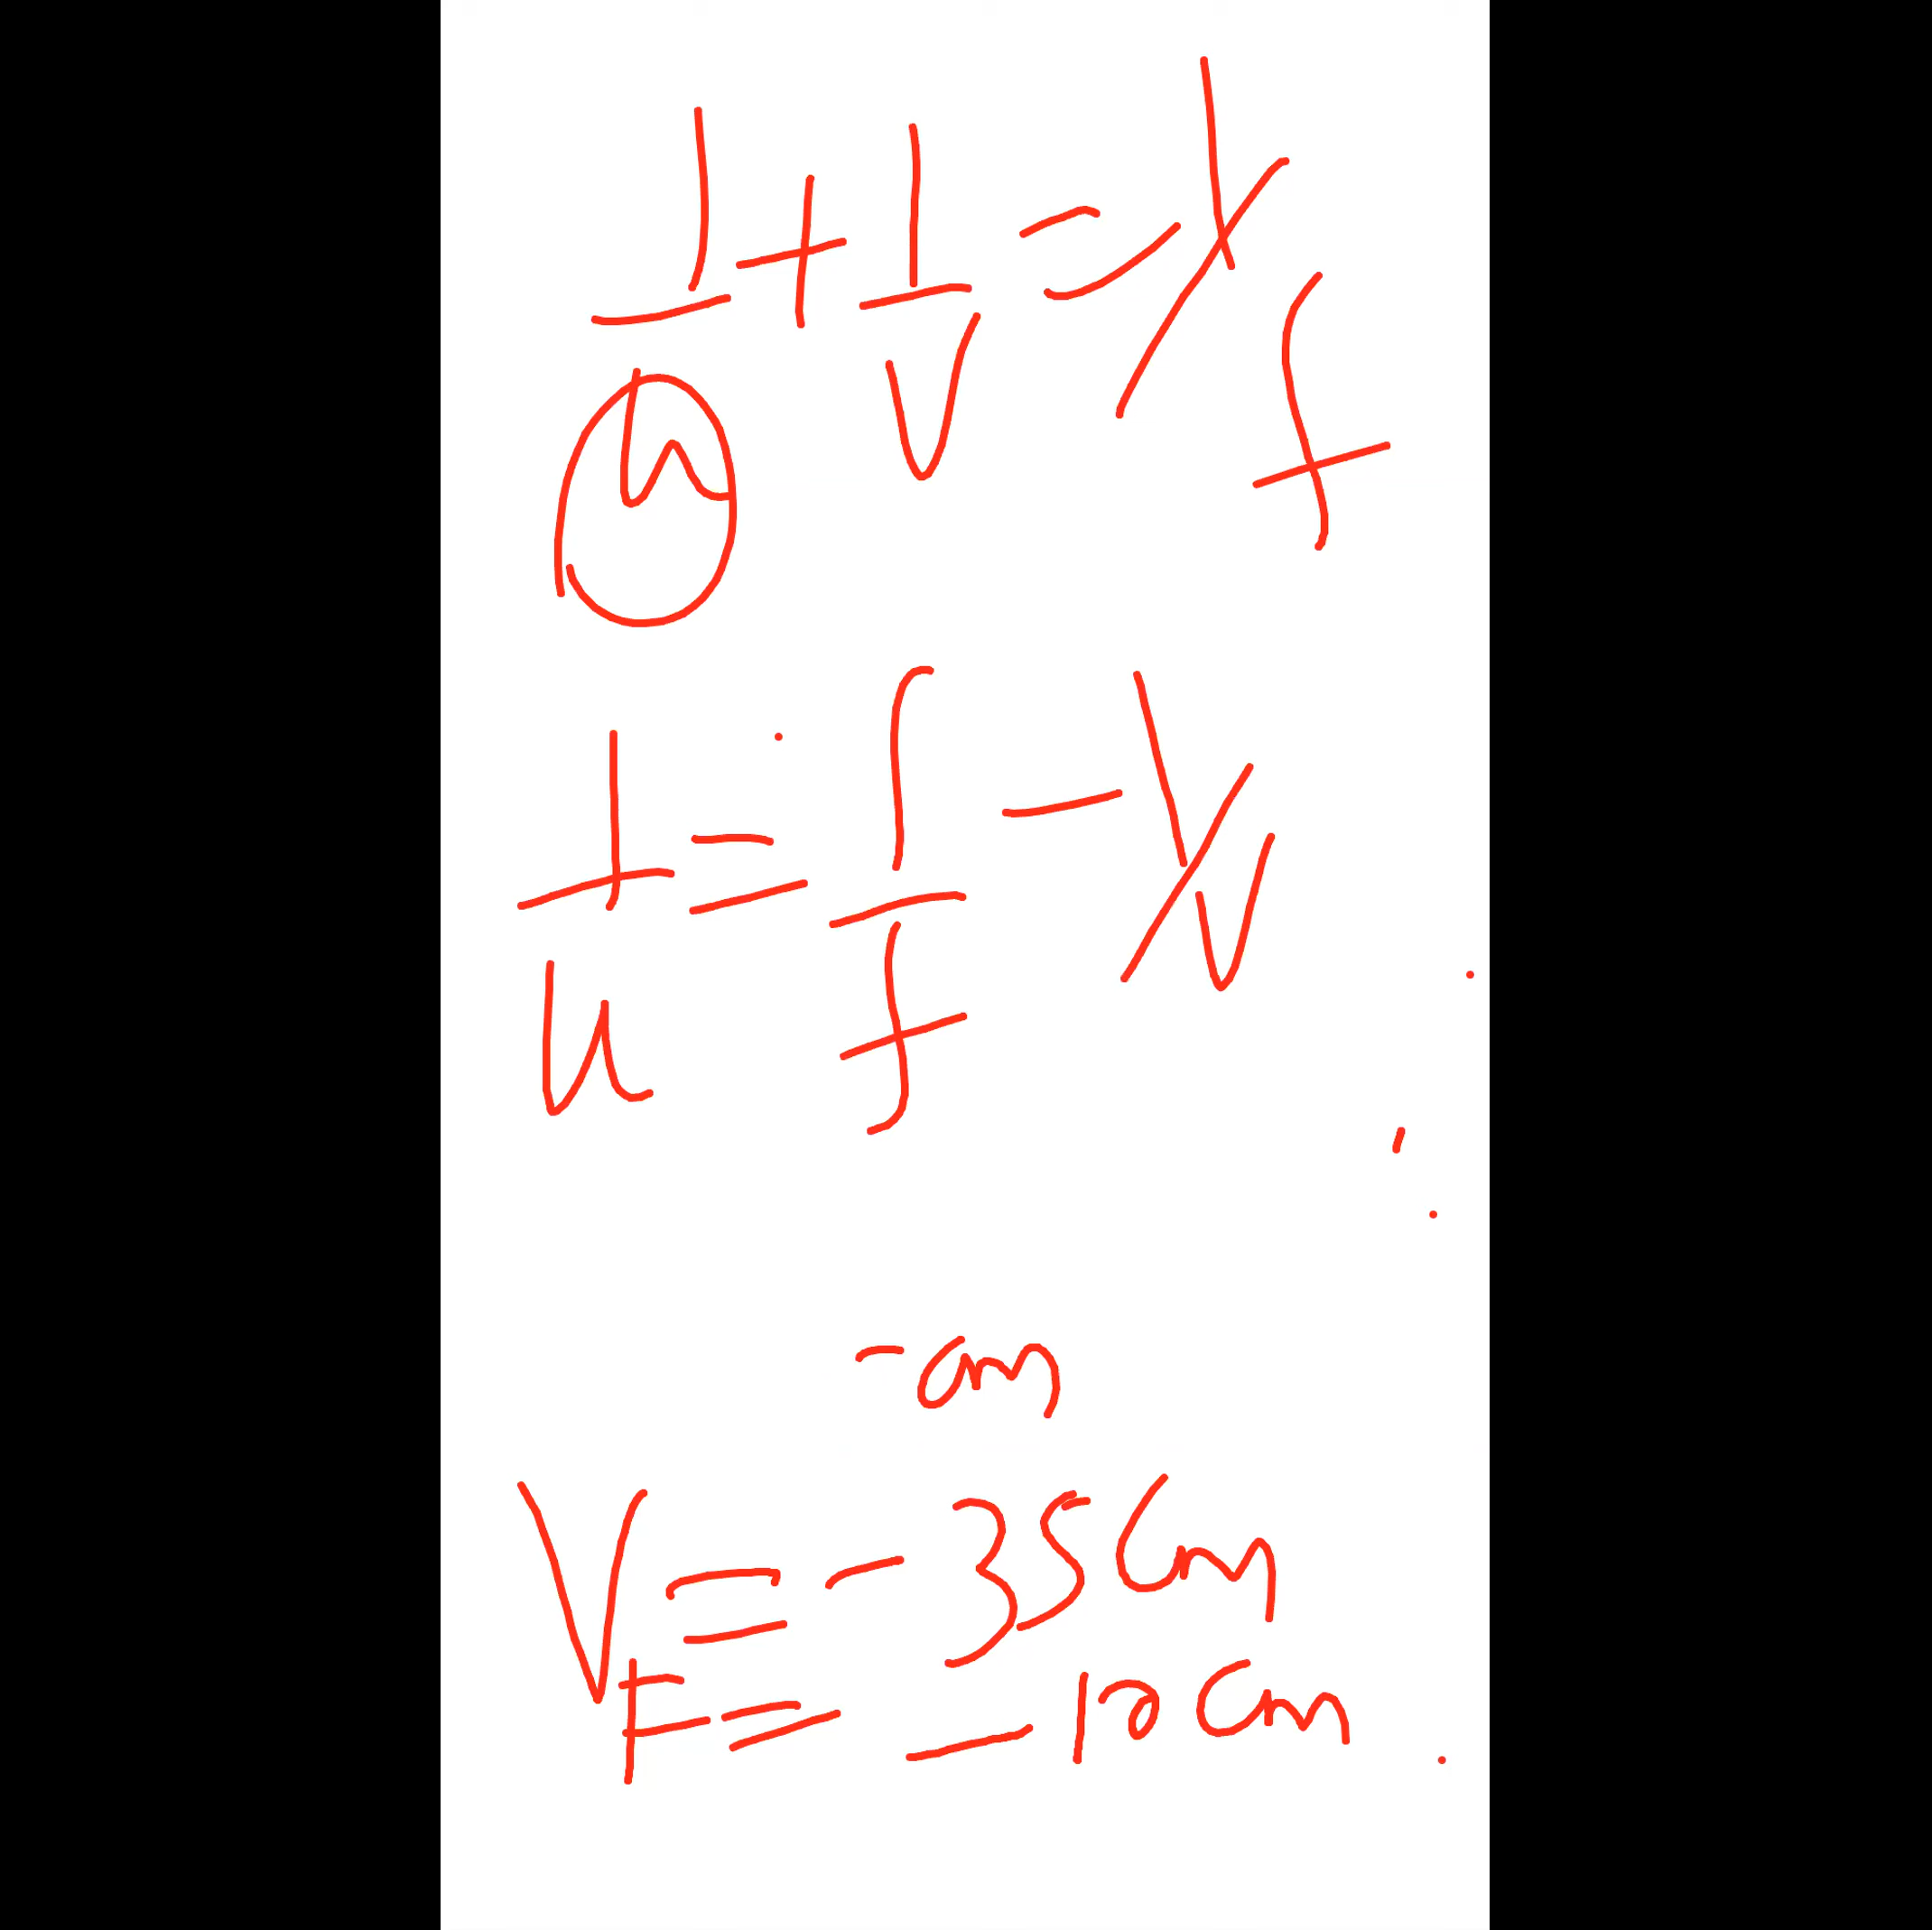 1/u + 1/v = 1/f
1/u = 1/f - 1/v
- cm
V = - 35 cm
F = - 10 cm